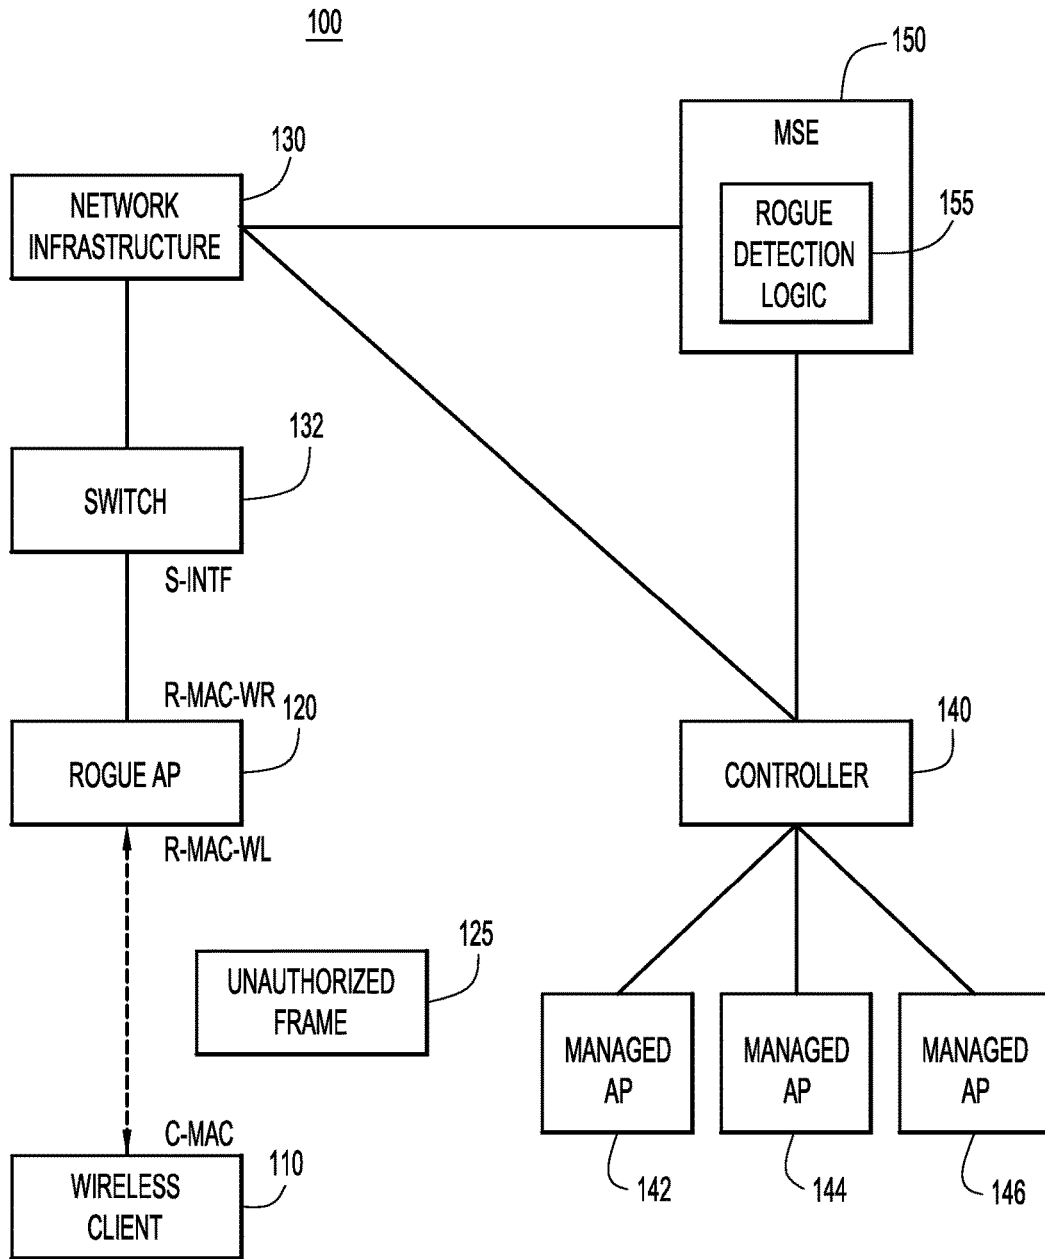 100
150
MSE
130
NETWORK
INFRASTRUCTURE
ROGUE
DETECTION
LOGIC
155
132
SWITCH
S-INTF
R-MAC-WR
120
ROGUE AP
R-MAC-WL
140
CONTROLLER
125
UNAUTHORIZED
FRAME
MANAGED
AP
MANAGED
AP
MANAGED
AP
142
144
146
C-MAC
110
WIRELESS
CLIENT